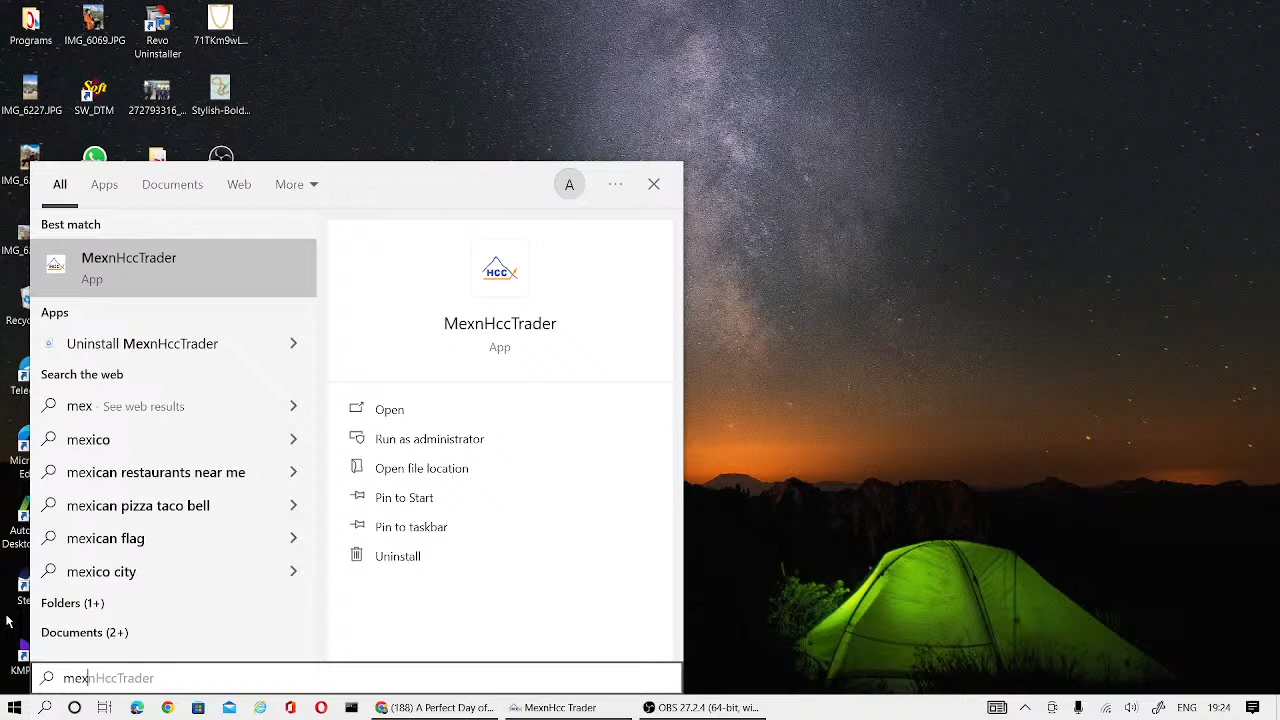 Programs
IMG_6069.JPG
Revo
Uninstaller
71TKm9wL...
IMG_6227.JPG
Soft
SW_DTM
272793316_...
Stylish-Bold...
All
Apps
Documents
Web
More
A
Best match
MexnHccTrader
App
Apps
Uninstall MexnHccTrader
Search the web
mex - See web results
mexico
mexican restaurants near me
mexican pizza taco bell
mexican flag
mexico city
Folders (1+)
Documents (2+)
HCC
MexnHccTrader
App
Open
Run as administrator
Open file location
Pin to Start
Pin to taskbar
Uninstall
mexnHccTrader
(188) A Perfect Day of...
MexnHcc Trader
OBS 27.2.4 (64-bit, wi...
ENG
19:24